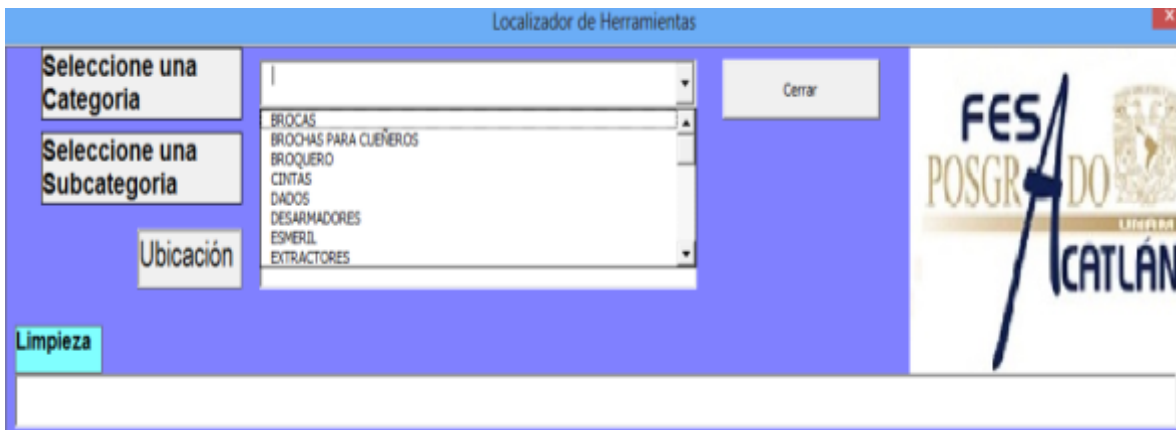 Localizador de Herramientas
x
Seleccione una
Categoria
Cerrar
BROCAS
BROCHAS PARA CUEÑEROS
BROQUERO
CINTAS
DADOS
DESARMADORES
ESMERIL
EXTRACTORES
Seleccione una
Subcategoria
Ubicación
Limpieza
FES
POSGRADO
UNAM
ACATLÁN